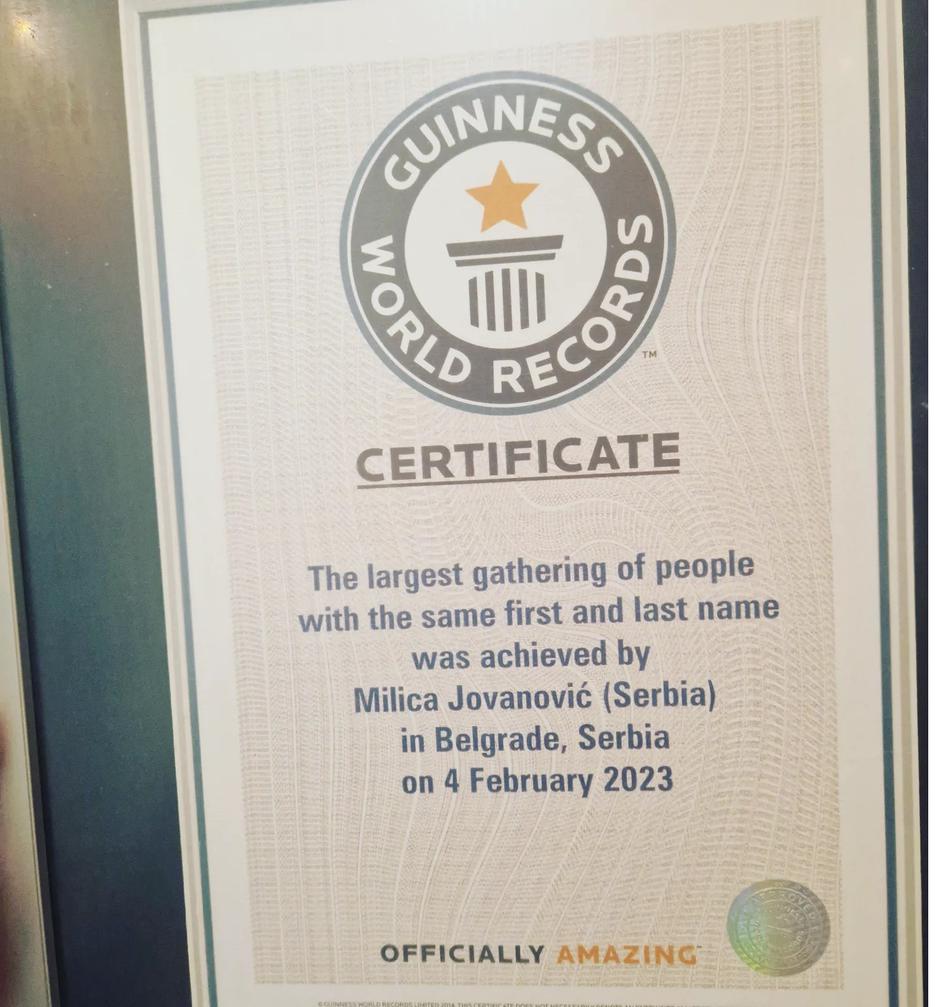 GUINNESS
WORLD RECORDS
TM
CERTIFICATE
The largest gathering of people
with the same first and last name
was achieved by
Milica Jovanović (Serbia)
in Belgrade, Serbia
on 4 February 2023
OFFICIALLY AMAZING